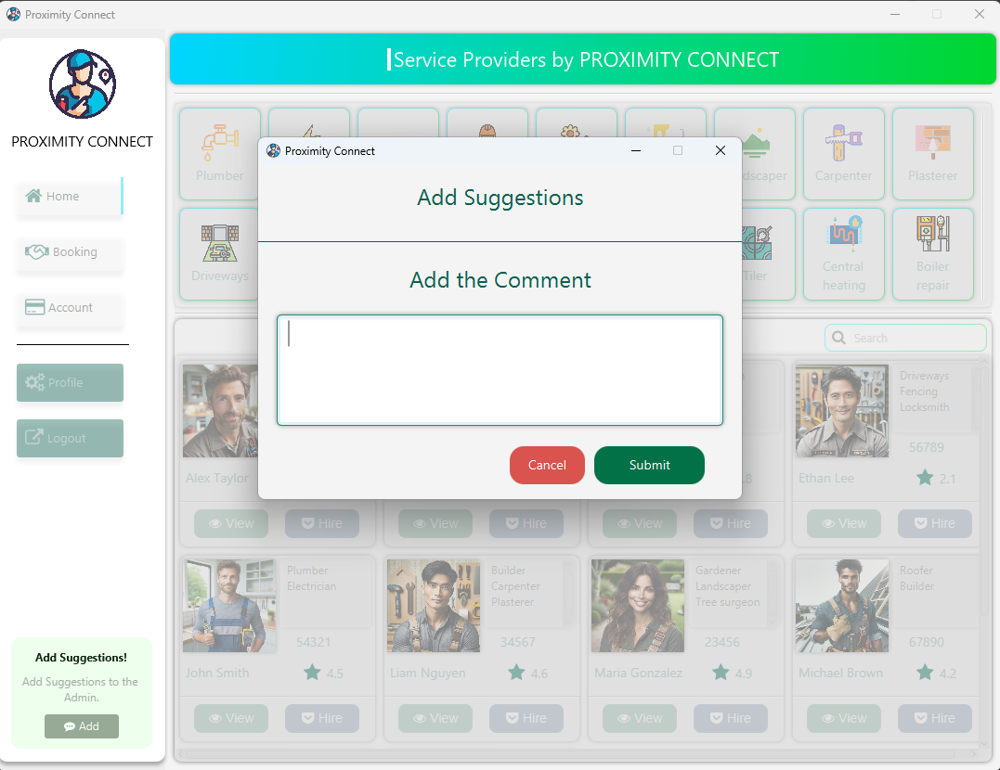 Proximity Connect
Service Providers by PROXIMITY CONNECT
PROXIMITY CONNECT
Home
Booking
Account
Profile
Logout
Add Suggestions!
Add Suggestions to the
Admin.
Add
Plumber
Carpenter
Plasterer
Driveways
Tiler
Central
heating
Boiler
repair
Proximity Connect
Add Suggestions
Add the Comment
Cancel
Submit
Search
Alex Taylor
View
Hire
View
Hire
View
Hire
Driveways
Fencing
Locksmith
56789
Ethan Lee
2.1
View
Hire
Plumber
Electrician
54321
John Smith
4.5
View
Hire
Builder
Carpenter
Plasterer
34567
Liam Nguyen
4.6
View
Hire
Gardener
Landscaper
Tree surgeon
23456
Maria Gonzalez
4.9
View
Hire
Roofer
Builder
67890
Michael Brown
4.2
View
Hire